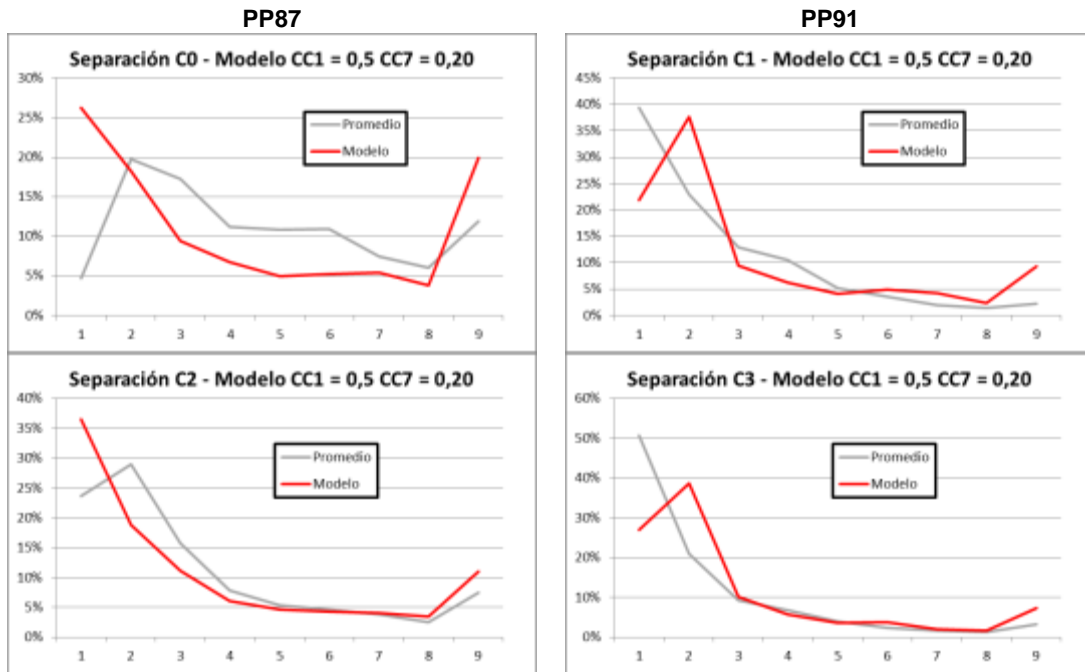 PP87
PP91
Separación C0 - Modelo CC1 = 0,5 CC7 = 0,20
30%
25%
20%
15%
10%
5%
0%
Promedio
Modelo
1 2 3 4 5 6 7 8 9
Separación C1 - Modelo CC1 = 0,5 CC7 = 0,20
45%
40%
35%
30%
25%
20%
15%
10%
5%
0%
Promedio
Modelo
1 2 3 4 5 6 7 8 9
Separación C2 - Modelo CC1 = 0,5 CC7 = 0,20
40%
35%
30%
25%
20%
15%
10%
5%
0%
Promedio
Modelo
1 2 3 4 5 6 7 8 9
Separación C3 - Modelo CC1 = 0,5 CC7 = 0,20
60%
50%
40%
30%
20%
10%
0%
Promedio
Modelo
1 2 3 4 5 6 7 8 9